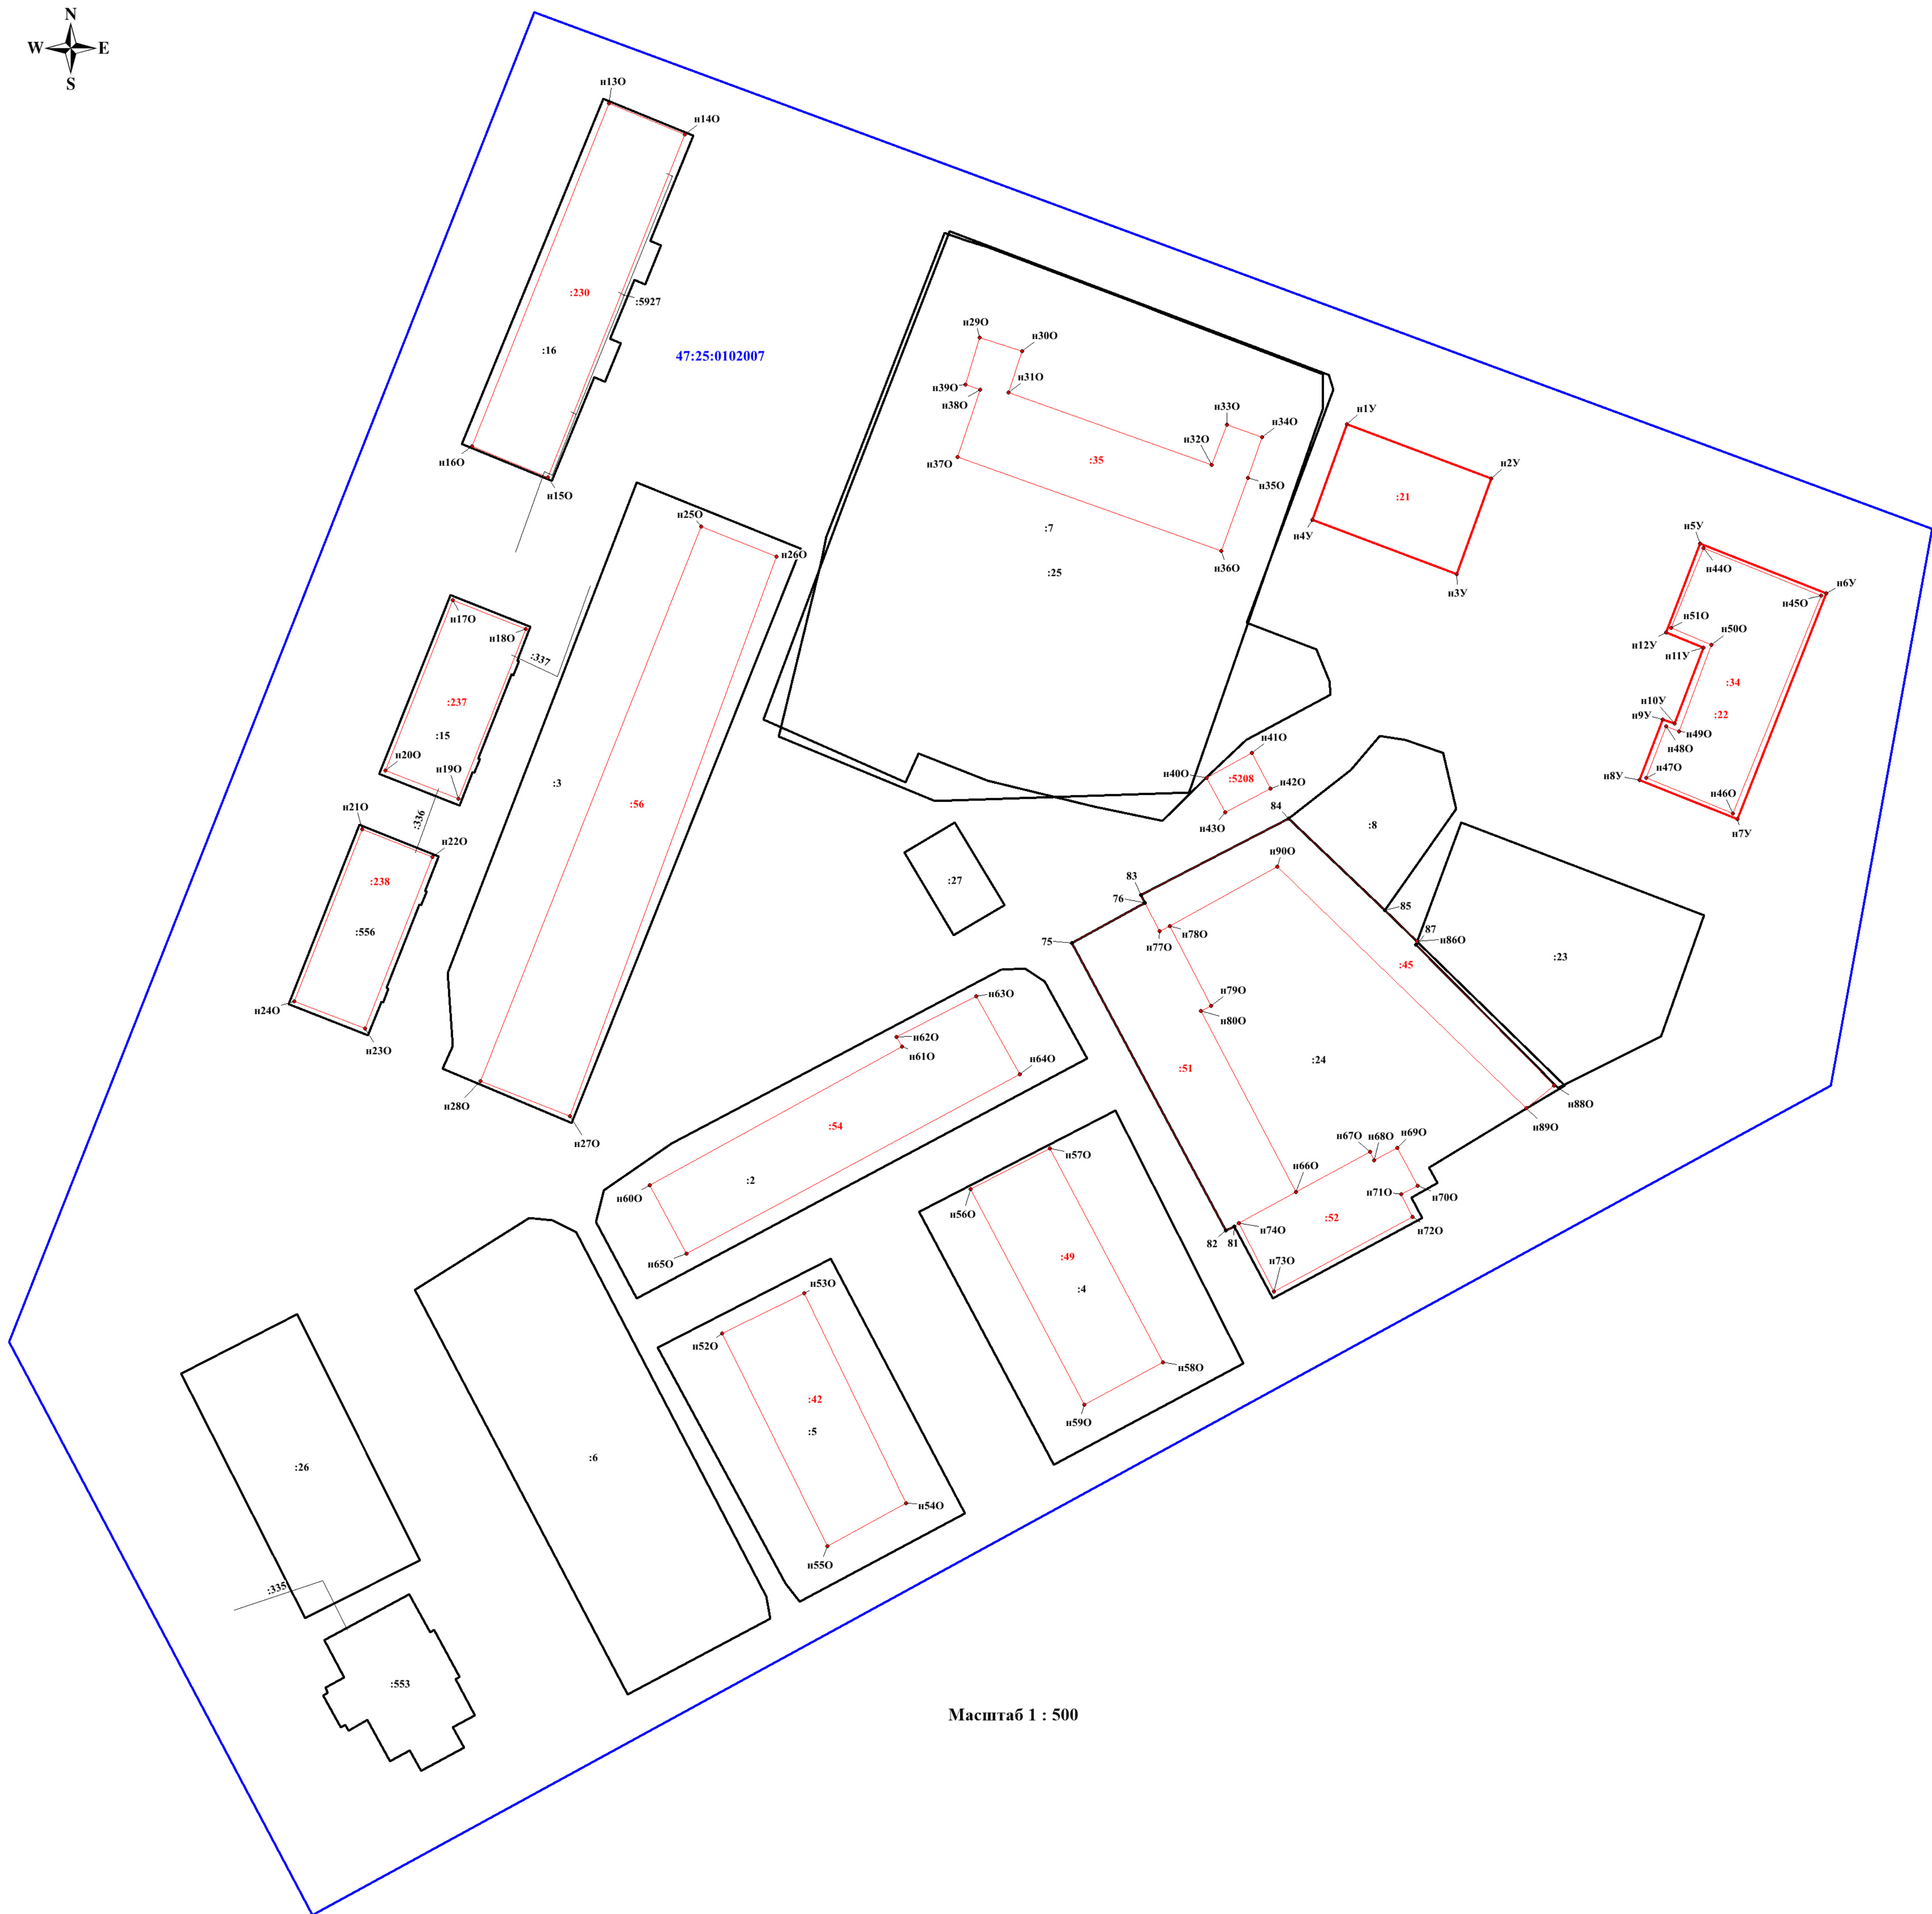 N
W E
S
н13О
н14О
:230
:5927
:16
47:25:0102007
н16О
н15О
н29О
н30О
н39О
н38О
н31О
н33О
н34О
н32О
н37О
:35
н35О
н36О
:7
:25
н1У
н2У
:21
н4У
н3У
н5У
н44О
н6У
н45О
н51О
н12У
н50О
н11У
:34
н10У
н9У
:22
н49О
н48О
н47О
н8У
н46О
н7У
н25О
н26О
н17О
н18О
:337
:237
:15
н20О
н19О
:336
:3
:56
н21О
н22О
:238
:556
н24О
н23О
н28О
н27О
н41О
н40О
:5208
н42О
н43О
84
:8
:27
н90О
83
76
85
87
н86О
75
н77О
н78О
:45
:23
н79О
н80О
:24
:51
н88О
н89О
н63О
н62О
н61О
н64О
:54
н60О
:2
н65О
н57О
н56О
:49
:4
н58О
н59О
н67О
н68О
н69О
н66О
н71О
н70О
:52
н74О
н72О
82
81
н73О
н53О
н52О
:42
:5
н54О
н55О
:6
:26
:335
:553
Масштаб 1 : 500